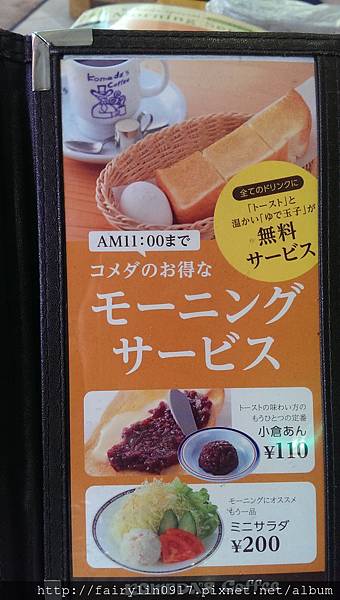 Komeda's
Coffee
全てのドリンクに
「トースト」と
温かい「ゆで玉子」が
無料
サービス
AM11:00まで
コメダのお得な
モーニング
サービス
トーストの味わい方の
もうひとつの定番
小倉あん
¥110
モーニングにオススメ
もう一品
ミニサラダ
¥200
KOMEDA'S Coffee
http://fairylin0917.pixnet.net/album